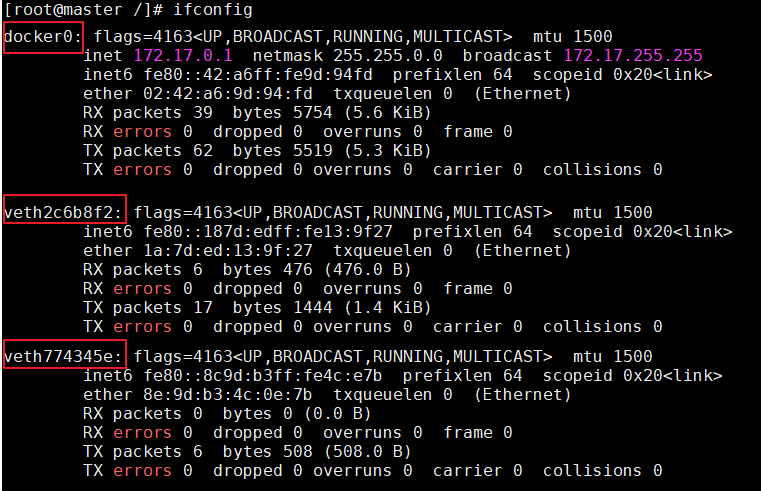 [root@master /]# ifconfig
docker0: flags=4163<UP,BROADCAST,RUNNING,MULTICAST>  mtu 1500
        inet 172.17.0.1  netmask 255.255.0.0  broadcast 172.17.255.255
        inet6 fe80::42:a6ff:fe9d:94fd  prefixlen 64  scopeid 0x20<link>
        ether 02:42:a6:9d:94:fd  txqueuelen 0  (Ethernet)
        RX packets 39  bytes 5754 (5.6 KiB)
        RX errors 0  dropped 0  overruns 0  frame 0
        TX packets 62  bytes 5519 (5.3 KiB)
        TX errors 0  dropped 0 overruns 0  carrier 0  collisions 0
veth2c6b8f2: flags=4163<UP,BROADCAST,RUNNING,MULTICAST>  mtu 1500
        inet6 fe80::187d:edff:fe13:9f27  prefixlen 64  scopeid 0x20<link>
        ether 1a:7d:ed:13:9f:27  txqueuelen 0  (Ethernet)
        RX packets 6  bytes 476 (476.0 B)
        RX errors 0  dropped 0  overruns 0  frame 0
        TX packets 17  bytes 1444 (1.4 KiB)
        TX errors 0  dropped 0 overruns 0  carrier 0  collisions 0
veth774345e: flags=4163<UP,BROADCAST,RUNNING,MULTICAST>  mtu 1500
        inet6 fe80::8c9d:b3ff:fe4c:e7b  prefixlen 64  scopeid 0x20<link>
        ether 8e:9d:b3:4c:0e:7b  txqueuelen 0  (Ethernet)
        RX packets 0  bytes 0 (0.0 B)
        RX errors 0  dropped 0  overruns 0  frame 0
        TX packets 6  bytes 508 (508.0 B)
        TX errors 0  dropped 0 overruns 0  carrier 0  collisions 0